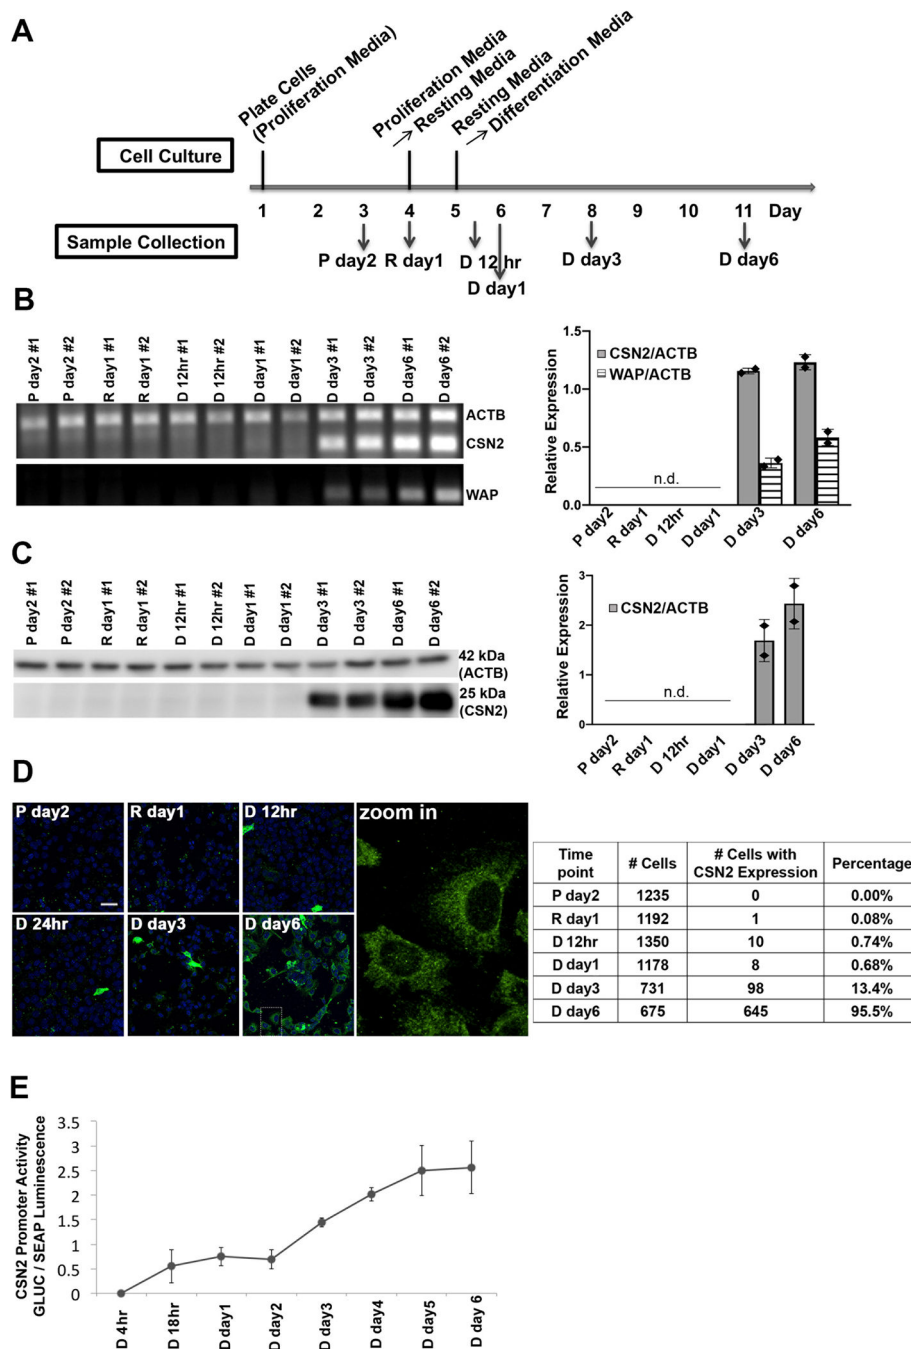 A
Plate Cells
(Proliferation Media)
Proliferation Media
→ Resting Media
Resting Media
→ Differentiation Media
Cell Culture
1 2 3 4 5 6 7 8 9 10 11 Day
Sample Collection
P day2 R day1 D 12 hr D day3 D day6
D day1
B
P day2 #1
P day2 #2
R day1 #1
R day1 #2
D 12hr #1
D 12hr #2
D day1 #1
D day1 #2
D day3 #1
D day3 #2
D day6 #1
D day6 #2
ACTB
CSN2
WAP
Relative Expression
1.5
1.0
0.5
0.0
CSN2/ACTB
WAP/ACTB
n.d.
P day2
R day1
D 12hr
D day1
D day3
D day6
C
P day2 #1
P day2 #2
R day1 #1
R day1 #2
D 12hr #1
D 12hr #2
D day1 #1
D day1 #2
D day3 #1
D day3 #2
D day6 #1
D day6 #2
42 kDa
(ACTB)
25 kDa
(CSN2)
Relative Expression
3
2
1
0
CSN2/ACTB
n.d.
P day2
R day1
D 12hr
D day1
D day3
D day6
D
P day2 R day1 D 12hr zoom in
D 24hr D day3 D day6
Time point # Cells # Cells with CSN2 Expression Percentage
P day2 1235 0 0.00%
R day1 1192 1 0.08%
D 12hr 1350 10 0.74%
D day1 1178 8 0.68%
D day3 731 98 13.4%
D day6 675 645 95.5%
E
CSN2 Promoter Activity
GLUC / SEAP Luminescence
3.5
3
2.5
2
1.5
1
0.5
0
D 4hr
D 18hr
D day1
D day2
D day3
D day4
D day5
D day 6